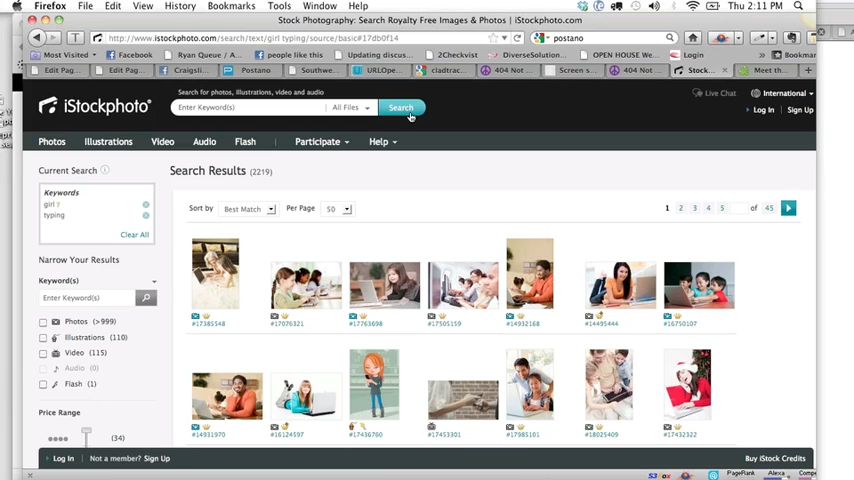 Firefox File Edit View History Bookmarks Tools Window Help Thu 2:11 PM
Stock Photography: Search Royalty Free Images & Photos | iStockphoto.com
http://www.istockphoto.com/search/text/girl typing/source/basic#17db0f14 postano
Most Visited Facebook Ryan Queue / A... people like this Updating discus... 2Checkvist DiverseSolution... OPEN HOUSE We... Login Bookmar
Edit Pag... Edit Pag... Craigsli... Postano Southwe... URLOpe... cladtrac... 404 Not ... Screen s... 404 Not ... Stock... Meet th...
Search for photos, illustrations, video and audio
Live Chat International
iStockphoto
Enter Keyword(s) All Files Search
Log In Sign Up
Photos Illustrations Video Audio Flash Participate Help
Current Search
Search Results (2219)
Keywords
girl
typing
Clear All
Sort by Best Match Per Page 50
1 2 3 4 5 of 45
Narrow Your Results
Keyword(s)
Enter Keyword(s)
Photos (>999)
Illustrations (110)
Video (115)
Audio (0)
Flash (1)
Price Range
(34)
#17385548 #17076321 #17763698 #17505159 #14932168 #14495444 #16750107
#14931970 #16124597 #17436760 #17453301 #17985101 #18025409 #17432322
Log In Not a member? Sign Up Buy iStock Credits
S3Fox PageRank Alexa Compe